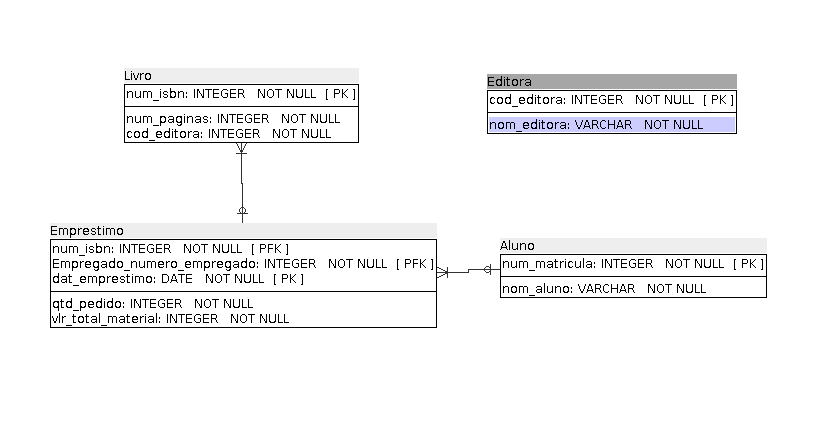 Livro
num_isbn: INTEGER NOT NULL [ PK ]
num_paginas: INTEGER NOT NULL
cod_editora: INTEGER NOT NULL
Editora
cod_editora: INTEGER NOT NULL [ PK ]
nom_editora: VARCHAR NOT NULL
Emprestimo
num_isbn: INTEGER NOT NULL [ PFK ]
Empregado_numero_empregado: INTEGER NOT NULL [ PFK ]
dat_emprestimo: DATE NOT NULL [ PK ]
qtd_pedido: INTEGER NOT NULL
vlr_total_material: INTEGER NOT NULL
Aluno
num_matricula: INTEGER NOT NULL [ PK ]
nom_aluno: VARCHAR NOT NULL